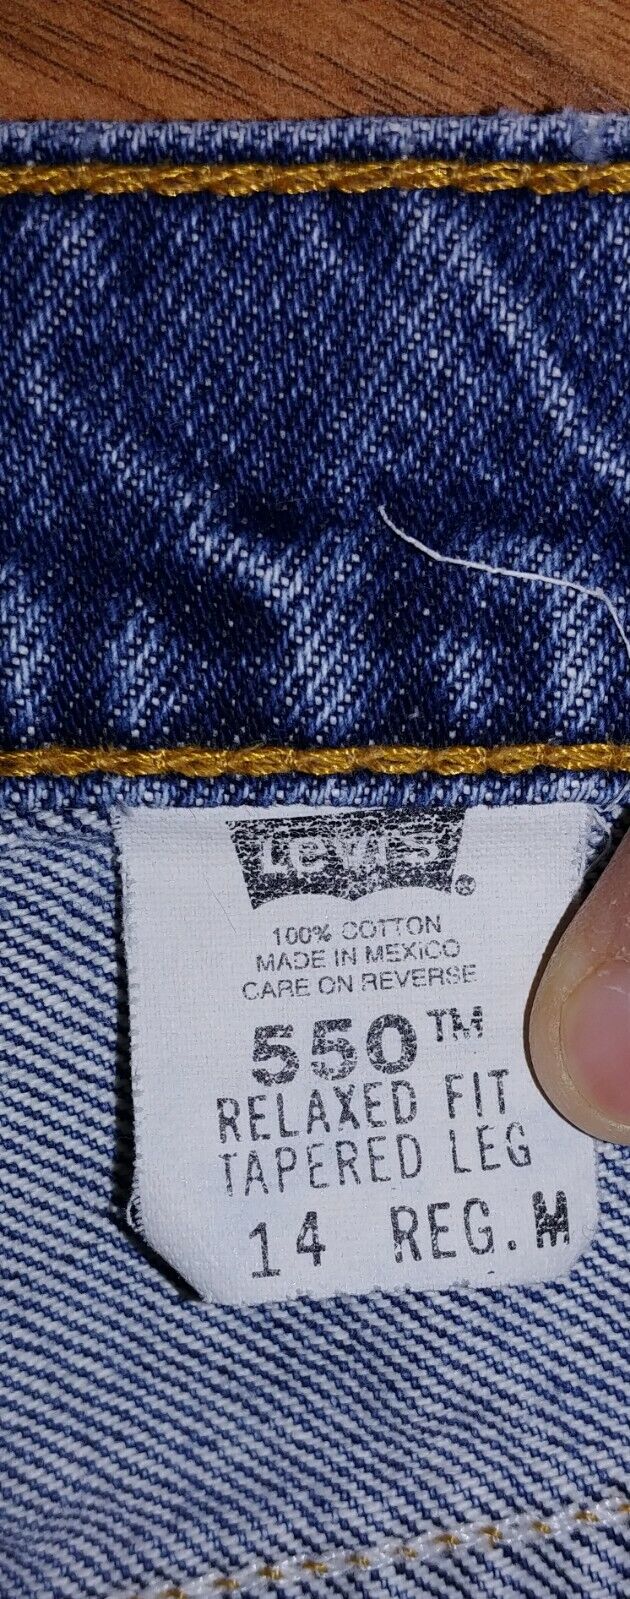 Levi's ®
100% COTTON
MADE IN MEXICO
CARE ON REVERSE
550™
RELAXED FIT
TAPERED LEG
14 REG. M